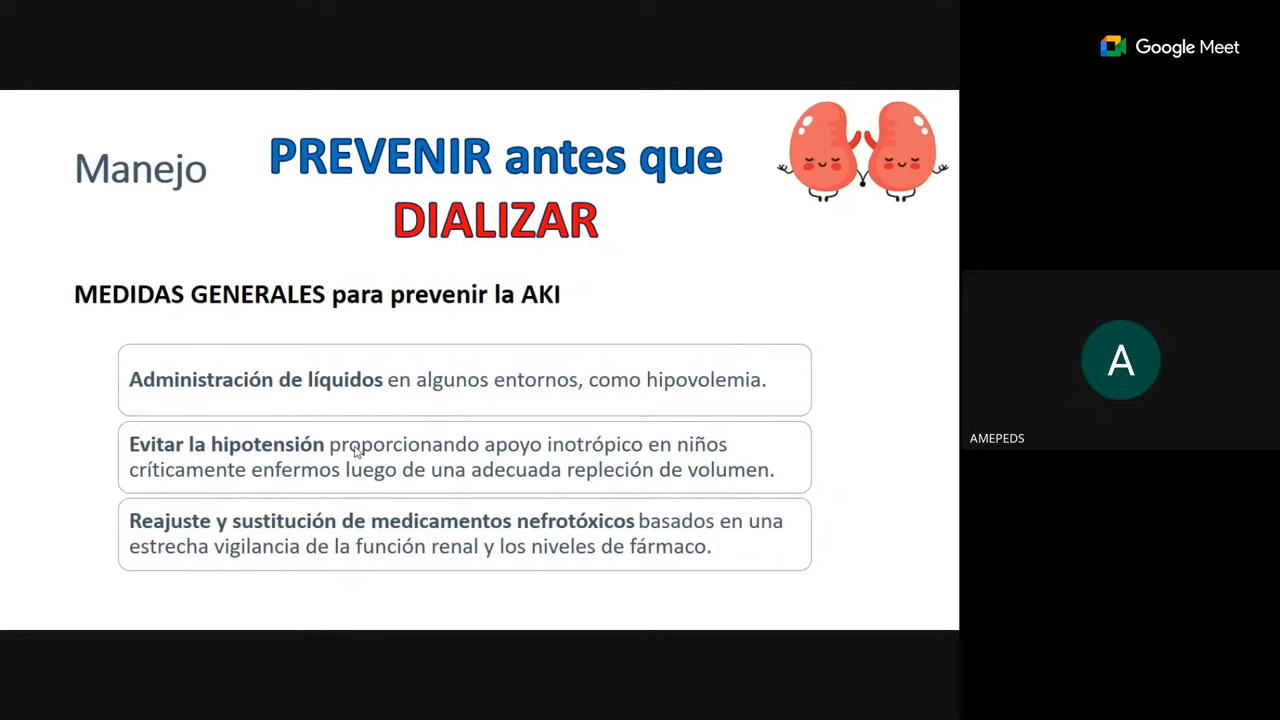 Google Meet
Manejo
PREVENIR antes que
DIALIZAR
MEDIDAS GENERALES para prevenir la AKI
Administración de líquidos en algunos entornos, como hipovolemia.
Evitar la hipotensión proporcionando apoyo inotrópico en niños
críticamente enfermos luego de una adecuada repleción de volumen.
Reajuste y sustitución de medicamentos nefrotóxicos basados en una
estrecha vigilancia de la función renal y los niveles de fármaco.
A
AMEPEDS